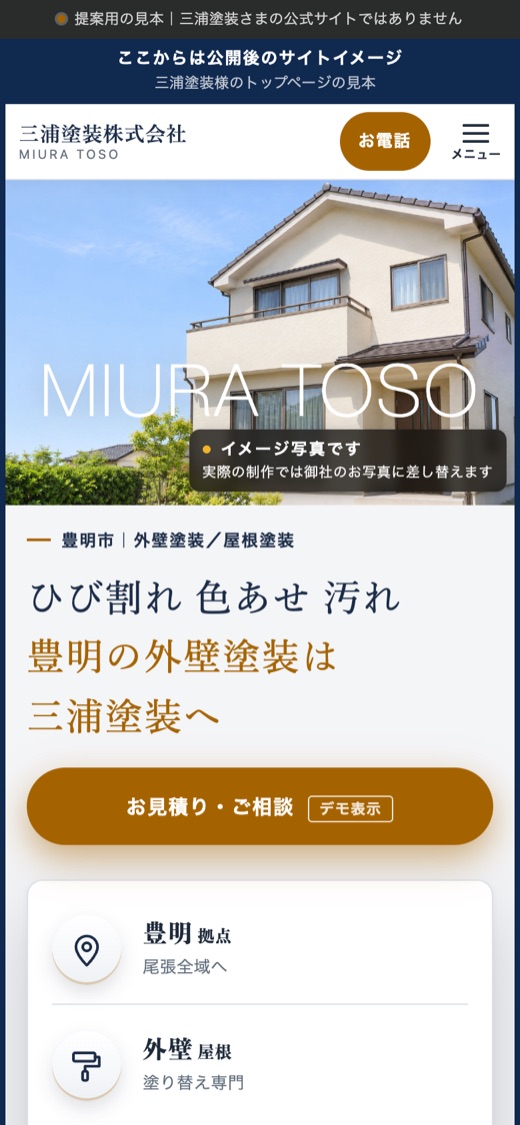 提案用の見本｜三浦塗装さまの公式サイトではありません
ここからは公開後のサイトイメージ
三浦塗装様のトップページの見本
三浦塗装株式会社
MIURA TOSO
お電話
メニュー
MIURA TOSO
イメージ写真です
実際の制作では御社のお写真に差し替えます
豊明市｜外壁塗装／屋根塗装
ひび割れ 色あせ 汚れ
豊明の外壁塗装は
三浦塗装へ
お見積り・ご相談 デモ表示
豊明 拠点
尾張全域へ
外壁 屋根
塗り替え専門